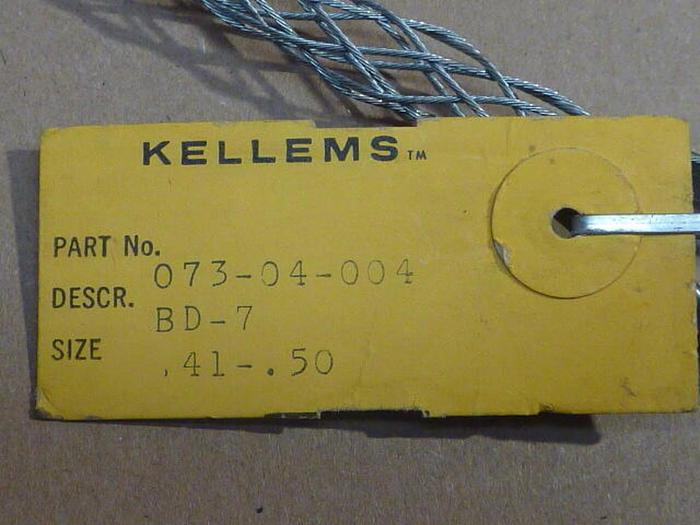 KELLEMS™
PART No. 073-04-004
DESCR. BD-7
SIZE .41-.50